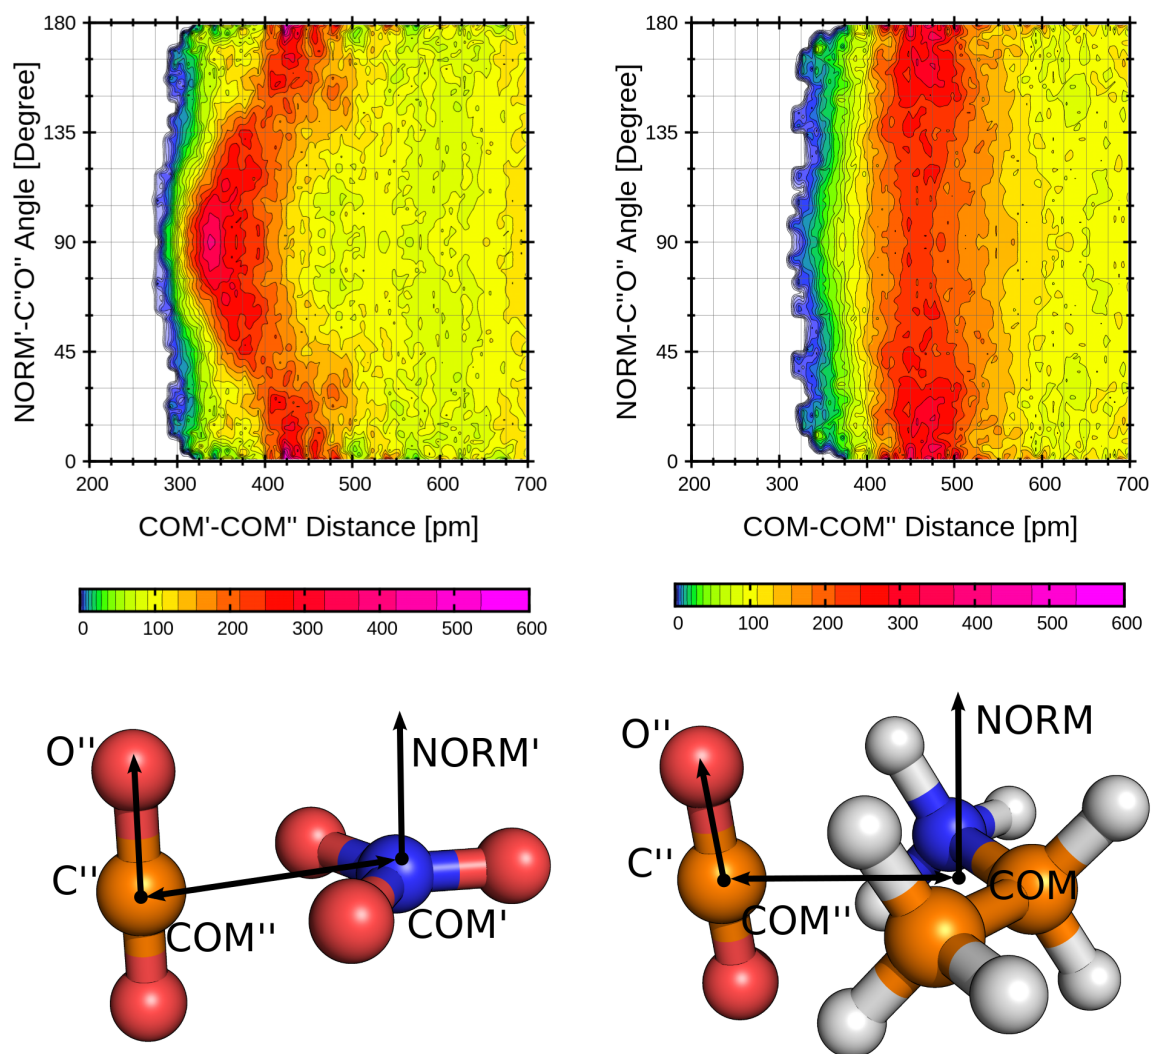 180
135
90
45
0
NORM'-C"O" Angle [Degree]
200 300 400 500 600 700
COM'-COM'' Distance [pm]
180
135
90
45
0
NORM-C"O" Angle [Degree]
200 300 400 500 600 700
COM-COM'' Distance [pm]
0 100 200 300 400 500 600
0 100 200 300 400 500 600
O''
NORM'
C''
COM''
COM'
O''
NORM
C''
COM''
COM